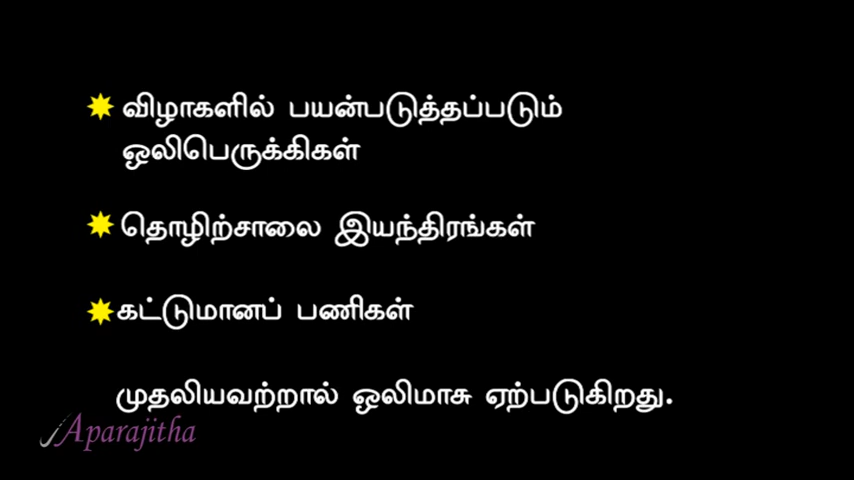 விழாகளில் பயன்படுத்தப்படும்
ஒலிபெருக்கிகள்
தொழிற்சாலை இயந்திரங்கள்
கட்டுமானப் பணிகள்
முதலியவற்றால் ஒலிமாசு ஏற்படுகிறது.
Aparajitha